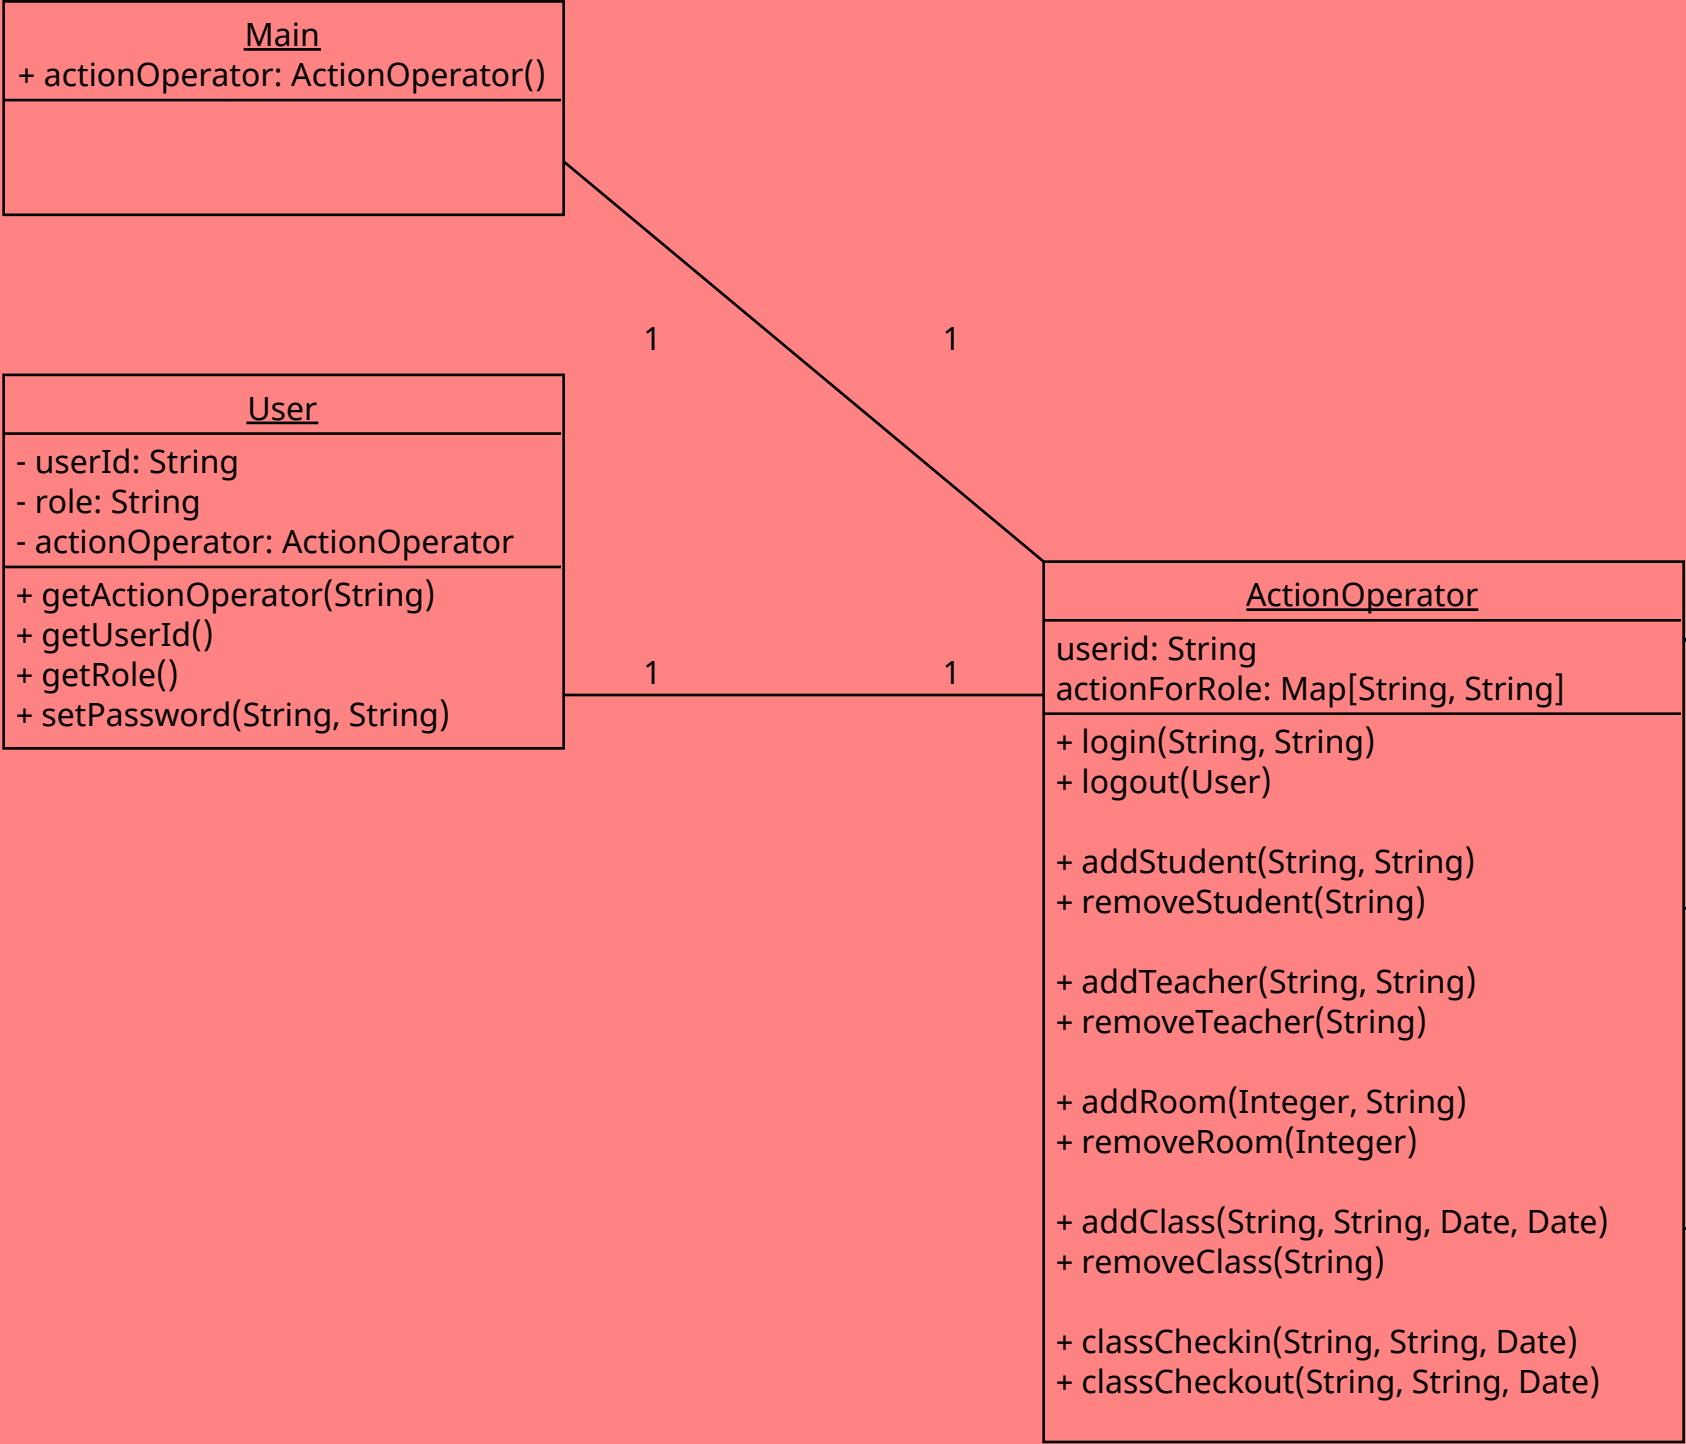 Main
+ actionOperator: ActionOperator()
1
1
User
- userId: String
- role: String
- actionOperator: ActionOperator
+ getActionOperator(String)
+ getUserId()
+ getRole()
+ setPassword(String, String)
1
1
ActionOperator
userid: String
actionForRole: Map[String, String]
+ login(String, String)
+ logout(User)
+ addStudent(String, String)
+ removeStudent(String)
+ addTeacher(String, String)
+ removeTeacher(String)
+ addRoom(Integer, String)
+ removeRoom(Integer)
+ addClass(String, String, Date, Date)
+ removeClass(String)
+ classCheckin(String, String, Date)
+ classCheckout(String, String, Date)